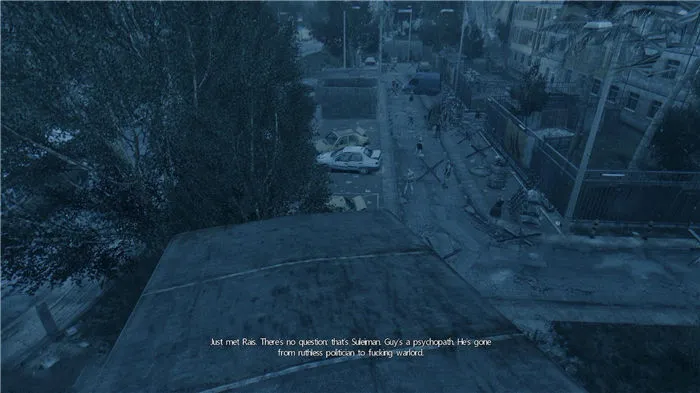 Just met Rais. There's no question: that's Suleiman. Guy's a psychopath. He's gone
from ruthless politician to fucking warlord.